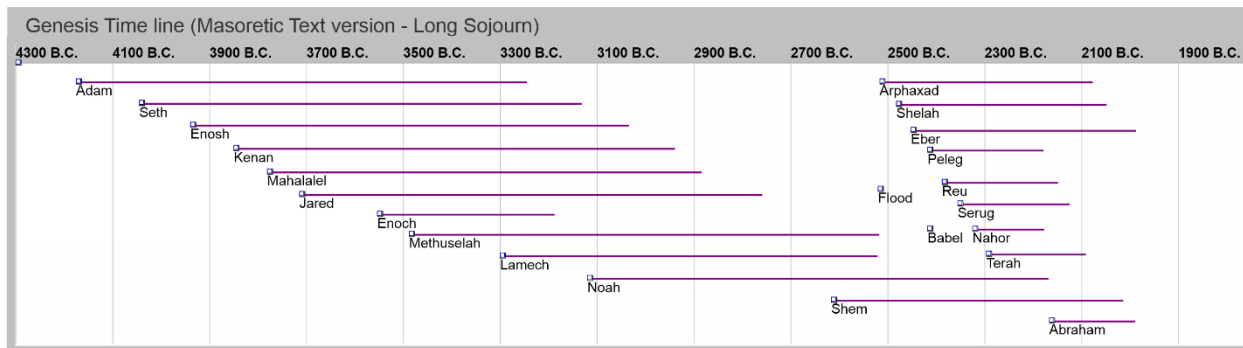 Genesis Time line (Masoretic Text version - Long Sojourn)
4300 B.C. 4100 B.C. 3900 B.C. 3700 B.C. 3500 B.C. 3300 B.C. 3100 B.C. 2900 B.C. 2700 B.C. 2500 B.C. 2300 B.C. 2100 B.C. 1900 B.C.
Adam Arphaxad
Seth Shelah
Enosh Eber
Kenan Peleg
Mahalalel
Jared Flood Reu
Enoch Serug
Methuselah Babel Nahor
Lamech Terah
Noah
Shem
Abraham